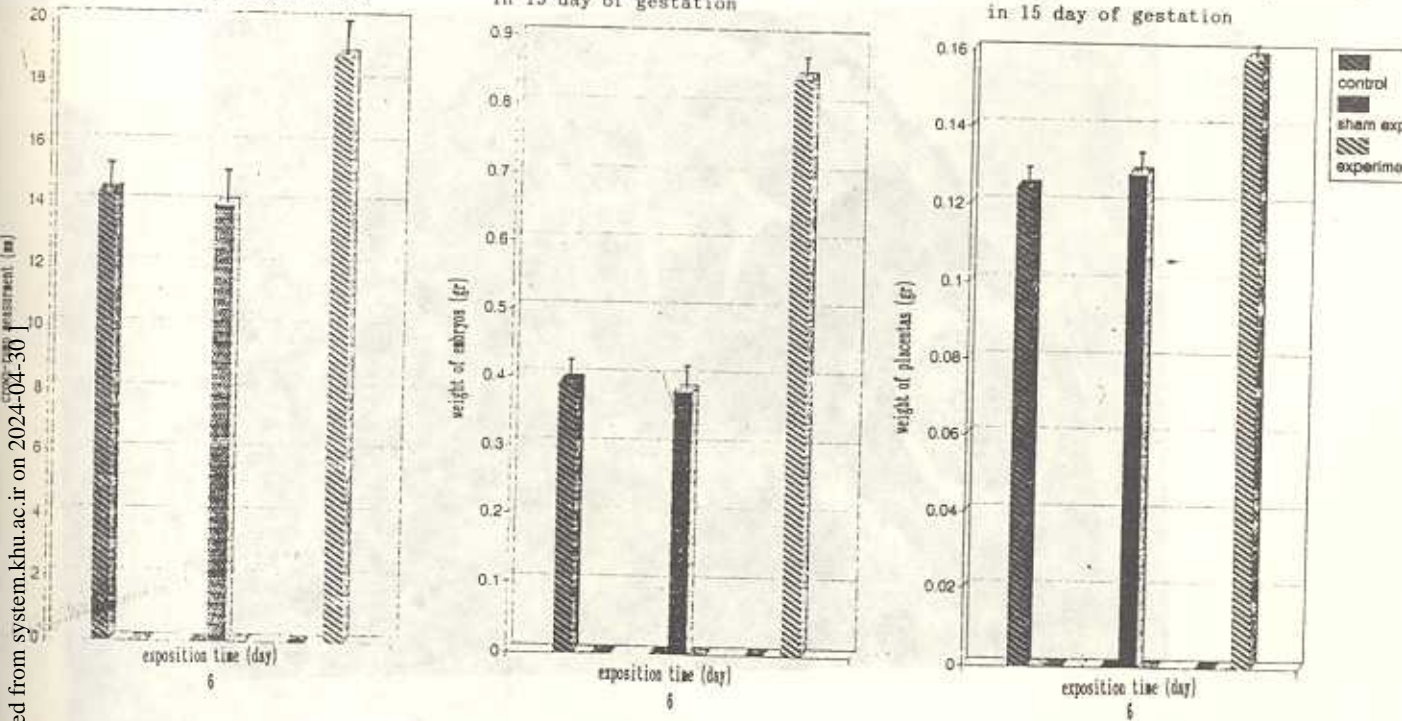 in 15 day of gestation
in 15 day of gestation
20
18
16
14
12
10
8
6
4
2
0
measurment (mm)
exposition time (day)
6
0.9
0.8
0.7
0.6
0.5
0.4
0.3
0.2
0.1
0
weight of embryos (gr)
exposition time (day)
6
0.16
0.14
0.12
0.1
0.08
0.06
0.04
0.02
0
weight of placentas (gr)
exposition time (day)
6
control
sham exp
experime
ed from system.khu.ac.ir on 2024-04-30 ]